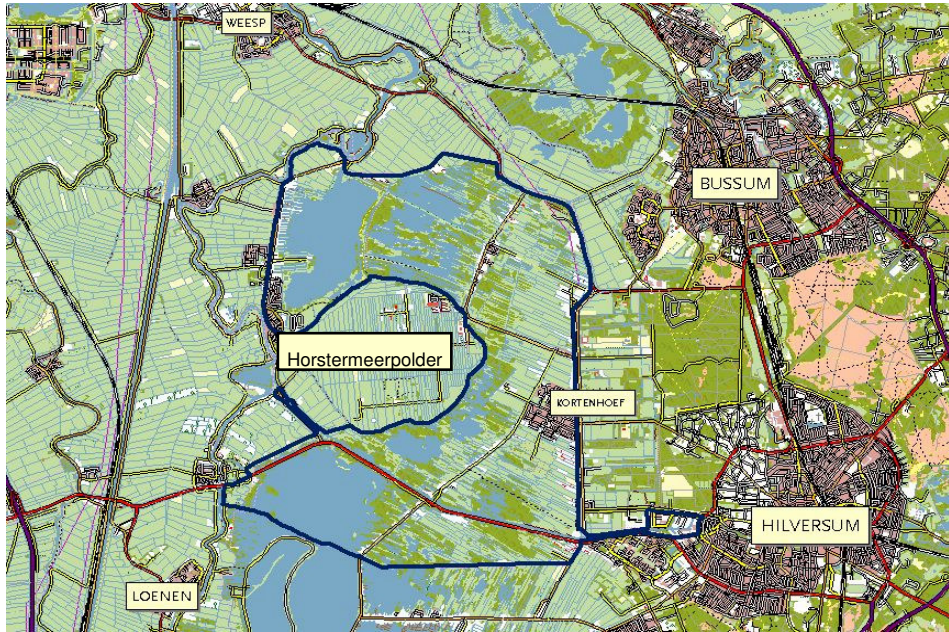 WEESP
BUSSUM
Horstermeerpolder
KORTENHOEF
HILVERSUM
LOENEN